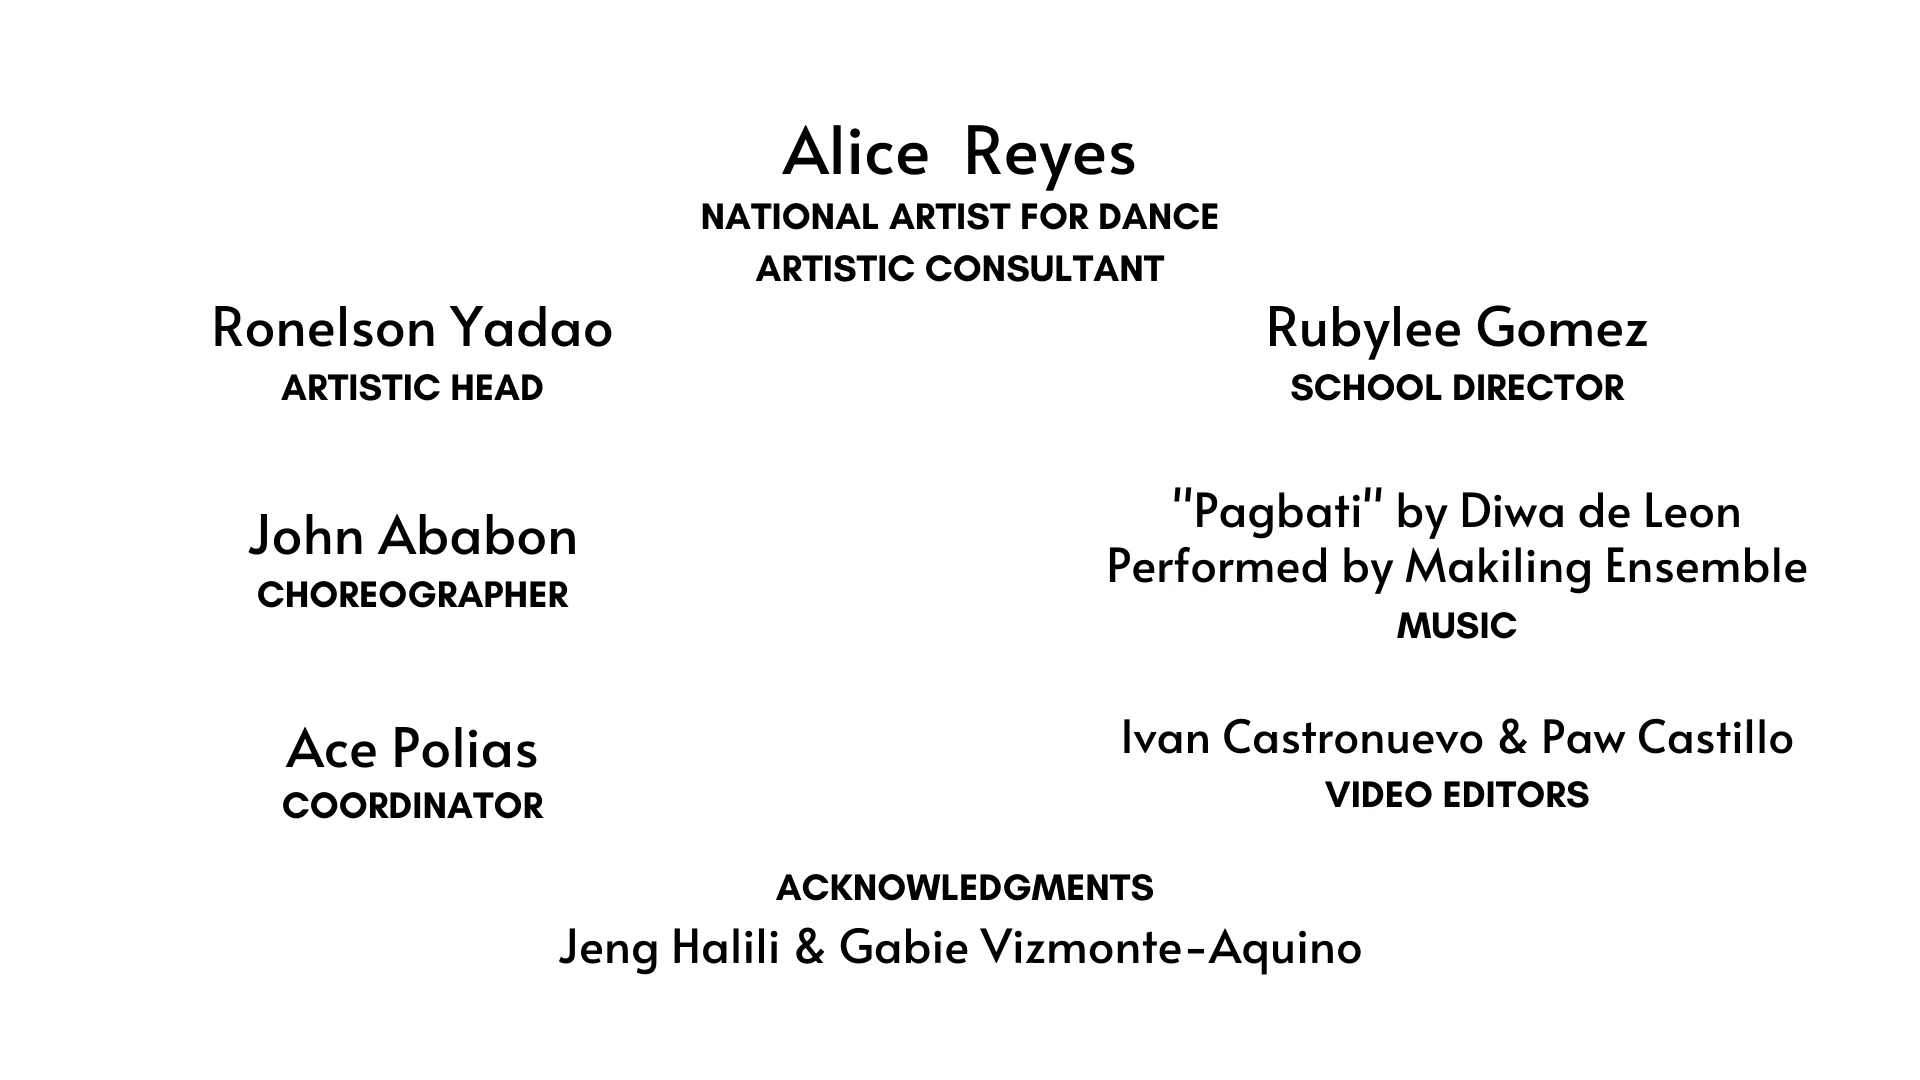 Alice Reyes
NATIONAL ARTIST FOR DANCE
ARTISTIC CONSULTANT
Ronelson Yadao
ARTISTIC HEAD
Rubylee Gomez
SCHOOL DIRECTOR
John Ababon
CHOREOGRAPHER
"Pagbati" by Diwa de Leon
Performed by Makiling Ensemble
MUSIC
Ace Polias
COORDINATOR
Ivan Castronuevo & Paw Castillo
VIDEO EDITORS
ACKNOWLEDGMENTS
Jeng Halili & Gabie Vizmonte-Aquino